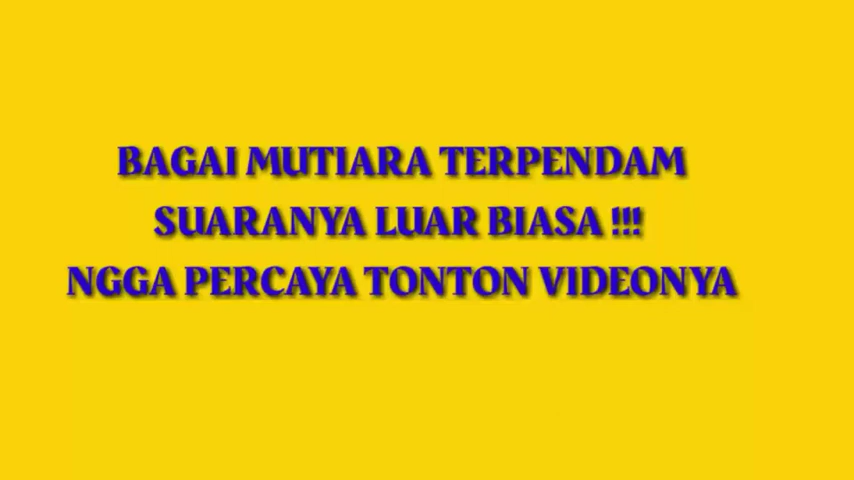 BAGAI MUTIARA TERPENDAM
SUARANYA LUAR BIASA !!!
NGGA PERCAYA TONTON VIDEONYA